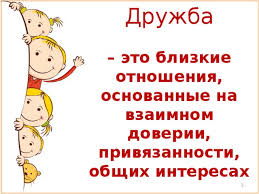 Дружба
– это близкие
отношения,
основанные на
взаимном
доверии,
привязанности,
общих интересах